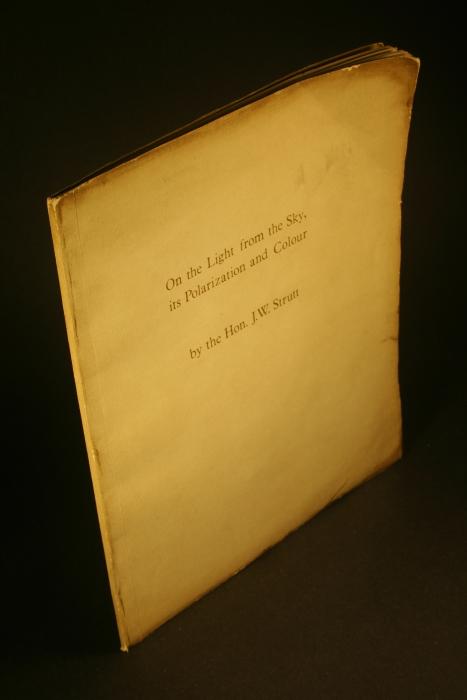 On the Light from the Sky,
its Polarization and Colour
by the Hon. J.W. Strutt